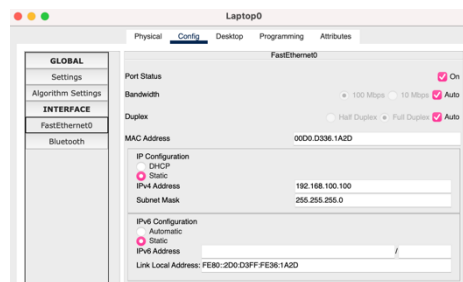 Laptop0
Physical Config Desktop Programming Attributes
GLOBAL
Settings
Algorithm Settings
INTERFACE
FastEthernet0
Bluetooth
FastEthernet0
Port Status On
Bandwidth 100 Mbps 10 Mbps Auto
Duplex Half Duplex Full Duplex Auto
MAC Address 00D0.D336.1A2D
IP Configuration
DHCP
Static
IPv4 Address 192.168.100.100
Subnet Mask 255.255.255.0
IPv6 Configuration
Automatic
Static
IPv6 Address /
Link Local Address: FE80::2D0:D3FF:FE36:1A2D